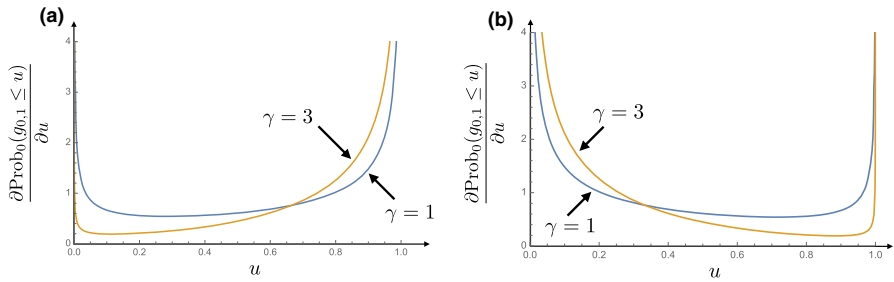 (a)
∂Prob₀(g₀,₁ ≤ u)
∂u
4
3
2
1
0
0.0 0.2 0.4 0.6 0.8 1.0
u
γ = 3
γ = 1
(b)
∂Prob₀(g₀,₁ ≤ u)
∂u
4
3
2
1
0
0.0 0.2 0.4 0.6 0.8 1.0
u
γ = 3
γ = 1